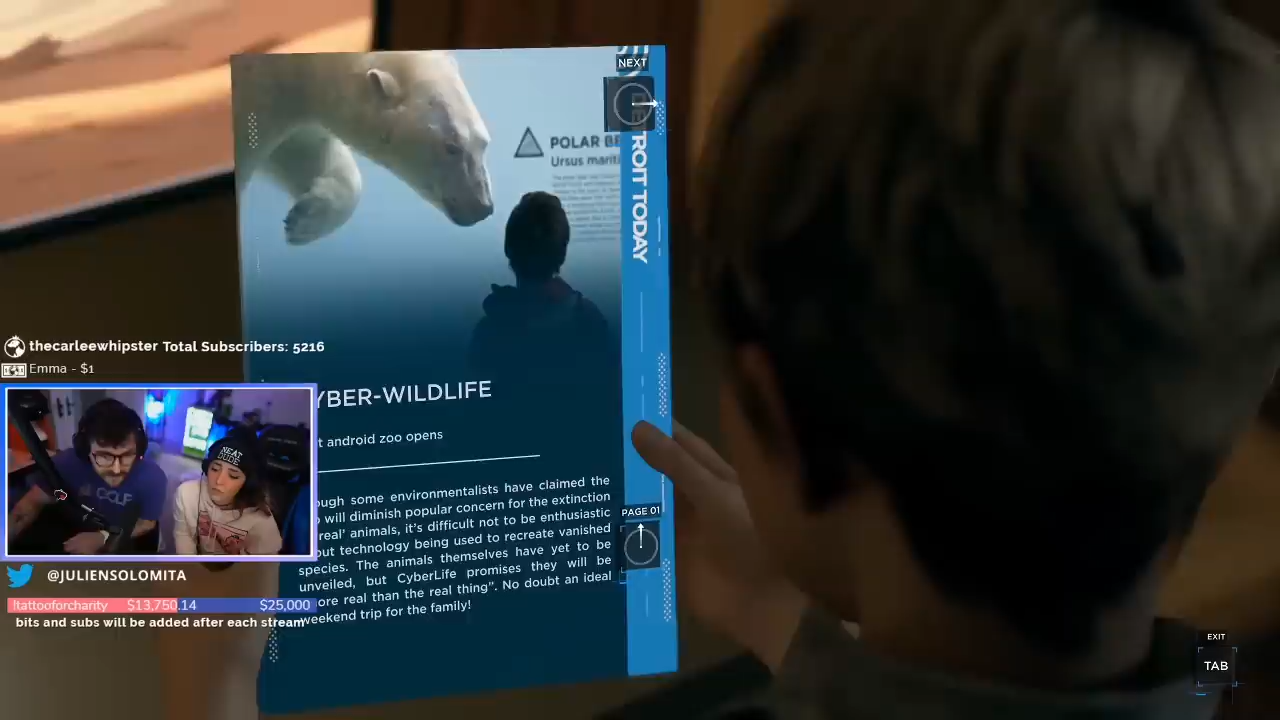 NEXT
POLAR BE
Ursus mariti
ROIT TODAY
thecarleewhipster Total Subscribers: 5216
Emma - $1
YBER-WILDLIFE
t android zoo opens
ough some environmentalists have claimed the
will diminish popular concern for the extinction
real' animals, it's difficult not to be enthusiastic
out technology being used to recreate vanished
species. The animals themselves have yet to be
unveiled, but CyberLife promises they will be
ore real than the real thing". No doubt an ideal
weekend trip for the family!
PAGE 01
NEAT
DUDE
GOLF
@JULIENSOLOMITA
ltattooforcharity $13,750.14 $25,000
bits and subs will be added after each stream
EXIT
TAB